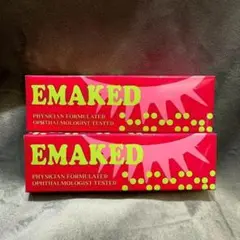 EMAKED
PHYSICIAN FORMULATED
OPHTHALMOLOGIST TESTED
EMAKED
PHYSICIAN FORMULATED
OPHTHALMOLOGIST TESTED